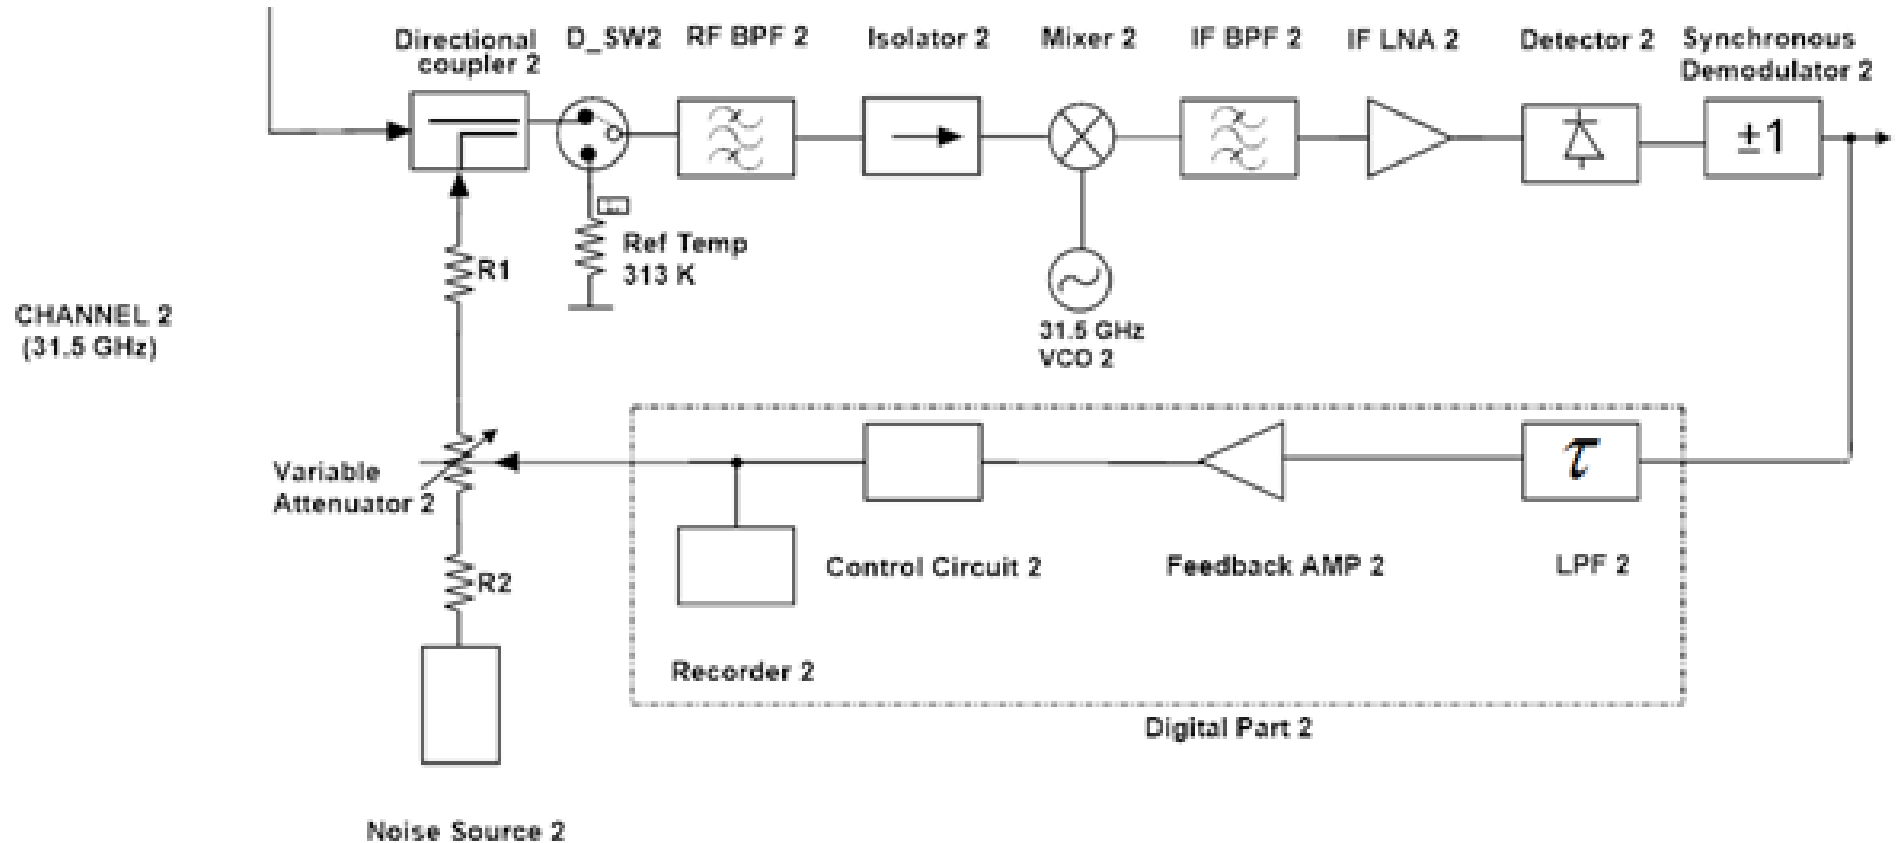 Directional
coupler 2
D_SW2
RF BPF 2
Isolator 2
Mixer 2
IF BPF 2
IF LNA 2
Detector 2
Synchronous
Demodulator 2
±1
R1
Ref Temp
313 K
31.5 GHz
VCO 2
CHANNEL 2
(31.5 GHz)
Variable
Attenuator 2
τ
Control Circuit 2
Feedback AMP 2
LPF 2
R2
Recorder 2
Digital Part 2
Noise Source 2